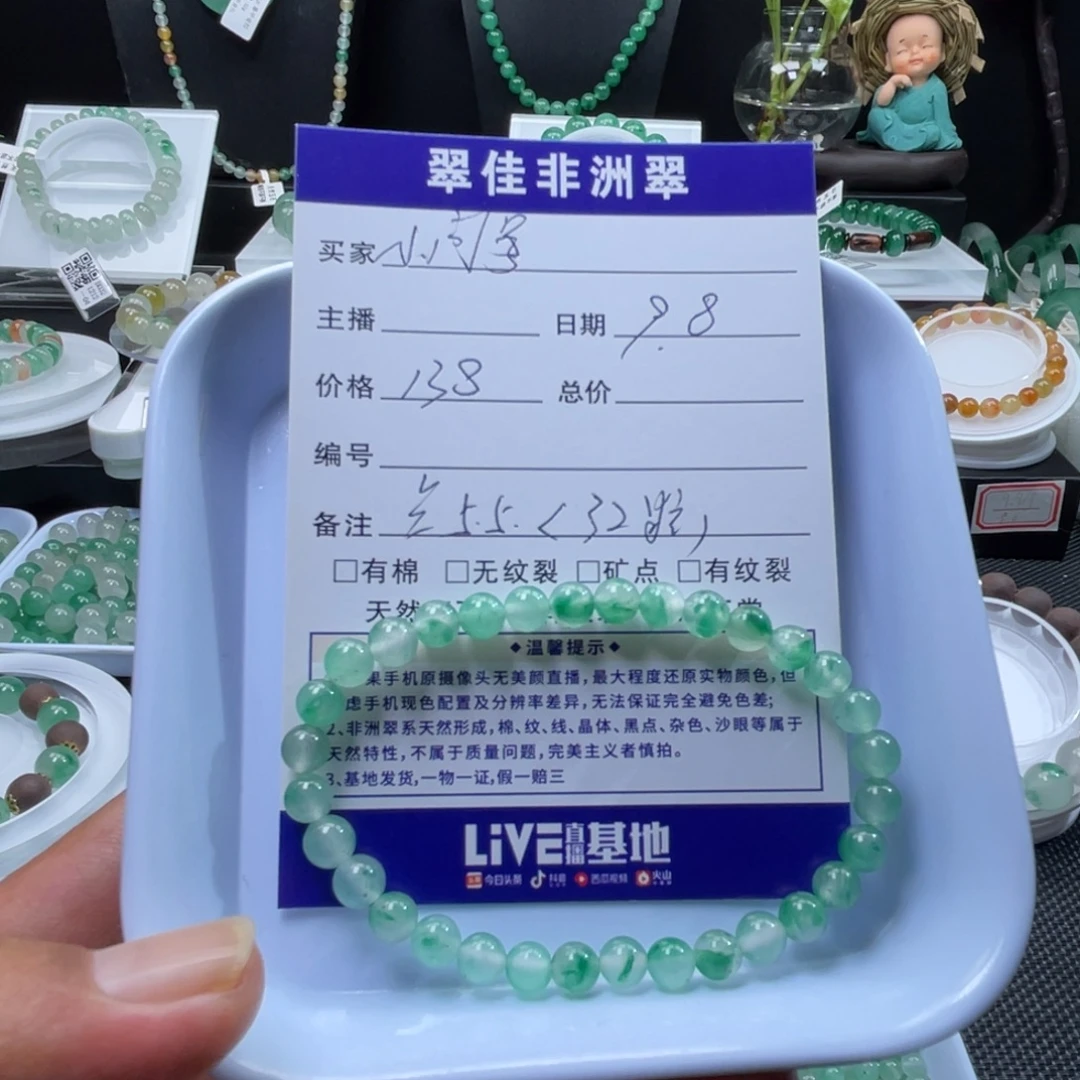 翠佳非洲翠
买家
主播 日期 9.8
价格 138 总价
编号
备注 5.5 <32
□有棉 □无纹裂 □矿点 □有纹裂
天然
◆温馨提示◆
果手机原摄像头无美颜直播,最大程度还原实物颜色,但
虑手机现色配置及分辨率差异,无法保证完全避免色差;
2、非洲翠系天然形成,棉、纹、线、晶体、黑点、杂色、沙眼等属于
天然特性,不属于质量问题,完美主义者慎拍。
3、基地发货,一物一证,假一赔三
LiVE直播基地
今日头条 抖音 西瓜视频 火山